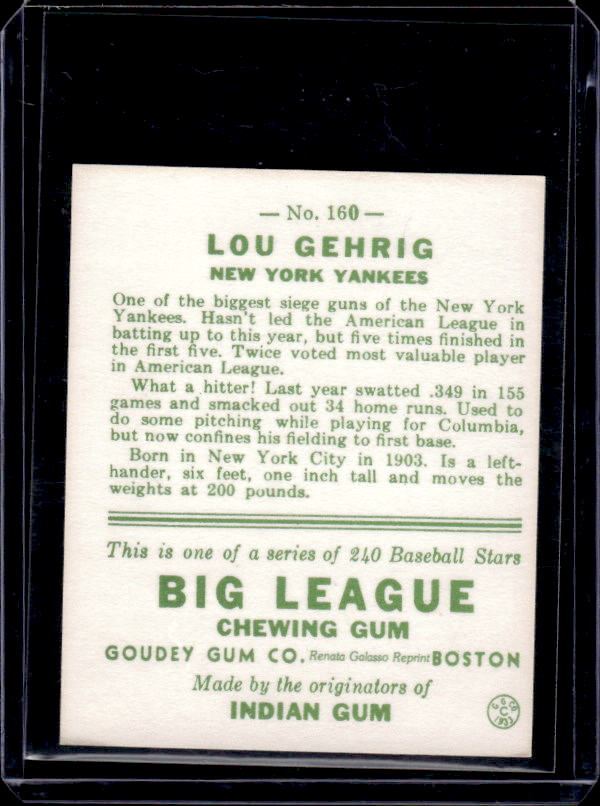 — No. 160 —
LOU GEHRIG
NEW YORK YANKEES
One of the biggest siege guns of the New York
Yankees. Hasn't led the American League in
batting up to this year, but five times finished in
the first five. Twice voted most valuable player
in American League.
What a hitter! Last year swatted .349 in 155
games and smacked out 34 home runs. Used to
do some pitching while playing for Columbia,
but now confines his fielding to first base.
Born in New York City in 1903. Is a left-
hander, six feet, one inch tall and moves the
weights at 200 pounds.
This is one of a series of 240 Baseball Stars
BIG LEAGUE
CHEWING GUM
GOUDEY GUM CO. Renata Galasso Reprint BOSTON
Made by the originators of
INDIAN GUM
G G CO
C
1933